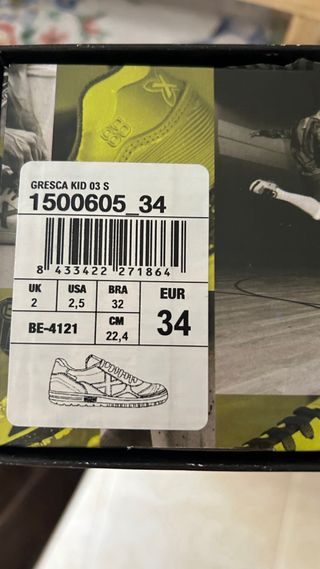 GRESCA KID 03 S
1500605_34
8 433422 271864
UK USA BRA EUR
2 2,5 32 34
BE-4121 CM
22,4